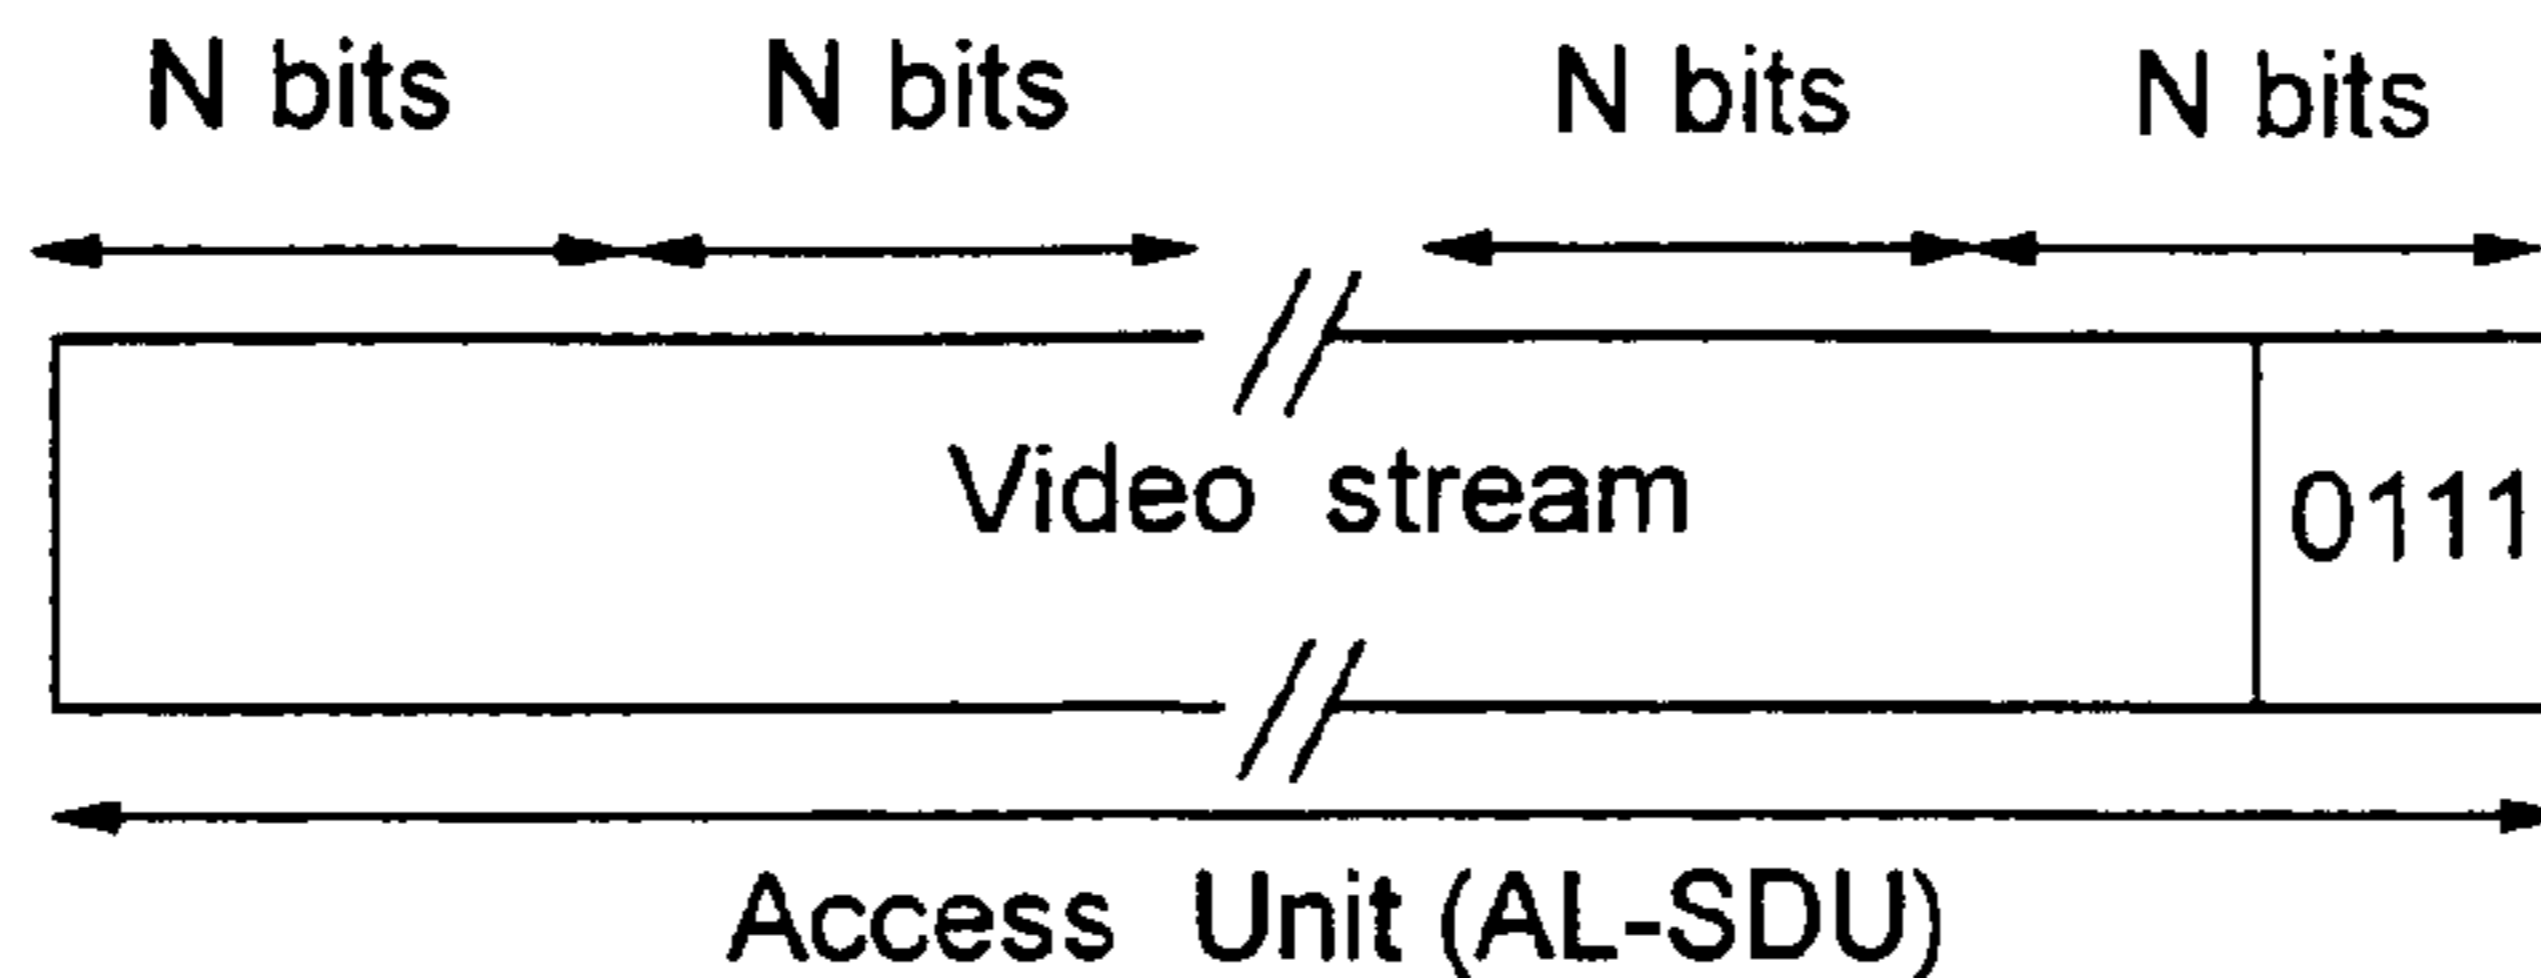 N bits N bits N bits N bits
Video stream 0111
Access Unit (AL-SDU)